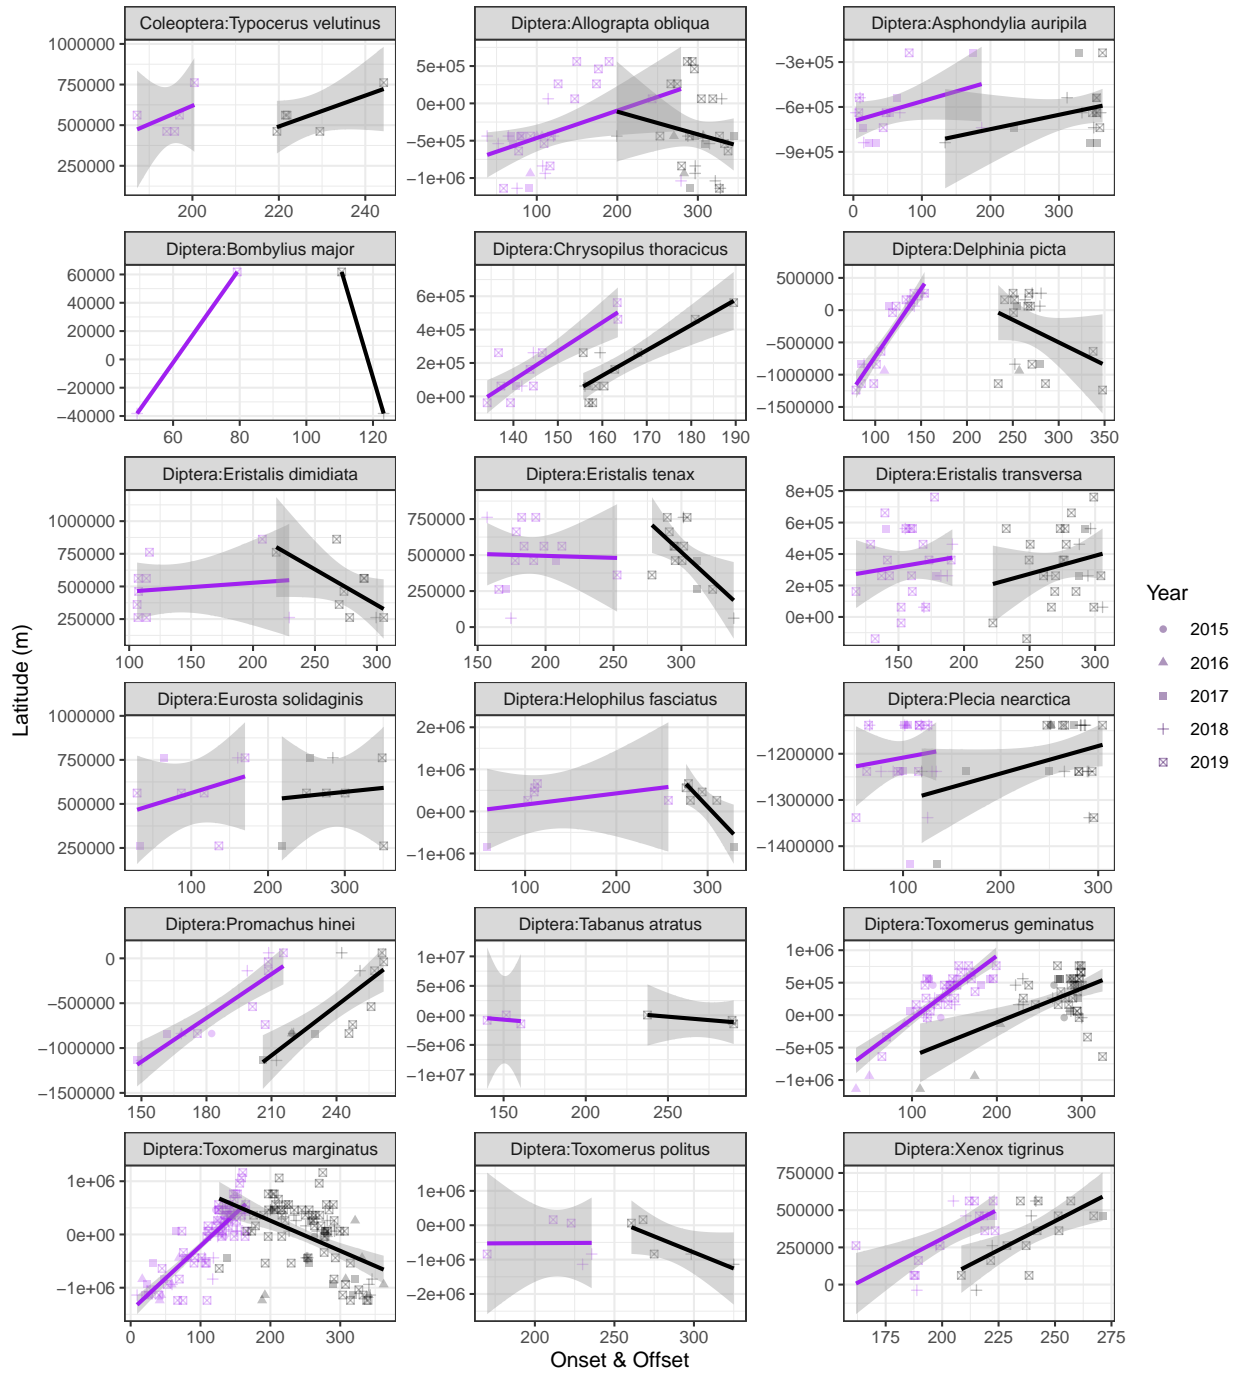 Coleoptera:Typocerus velutinus
Diptera:Allograpta obliqua
Diptera:Asphondylia auripila
1000000
750000
500000
250000
200
220
240
5e+05
0e+00
−5e+05
−1e+06
100
200
300
−3e+05
−6e+05
−9e+05
0
100
200
300
Diptera:Bombylius major
Diptera:Chrysopilus thoracicus
Diptera:Delphinia picta
60000
40000
20000
0
−20000
−40000
60
80
100
120
6e+05
4e+05
2e+05
0e+00
140
150
160
170
180
190
500000
0
−500000
−1000000
−1500000
100
150
200
250
300
350
Diptera:Eristalis dimidiata
Diptera:Eristalis tenax
Diptera:Eristalis transversa
1000000
750000
500000
250000
100
150
200
250
300
750000
500000
250000
0
150
200
250
300
8e+05
6e+05
4e+05
2e+05
0e+00
150
200
250
300
Diptera:Eurosta solidaginis
Diptera:Helophilus fasciatus
Diptera:Plecia nearctica
1000000
750000
500000
250000
100
200
300
2e+06
1e+06
0e+00
−1e+06
100
200
300
−1200000
−1300000
−1400000
100
200
300
Diptera:Promachus hinei
Diptera:Tabanus atratus
Diptera:Toxomerus geminatus
0
−500000
−1000000
−1500000
150
180
210
240
1e+07
5e+06
0e+00
−5e+06
−1e+07
150
200
250
1e+06
5e+05
0e+00
−5e+05
−1e+06
100
200
300
Diptera:Toxomerus marginatus
Diptera:Toxomerus politus
Diptera:Xenox tigrinus
1e+06
0e+00
−1e+06
0
100
200
300
1e+06
0e+00
−1e+06
−2e+06
200
250
300
750000
500000
250000
0
175
200
225
250
275
Latitude (m)
Onset & Offset
Year
2015
2016
2017
2018
2019